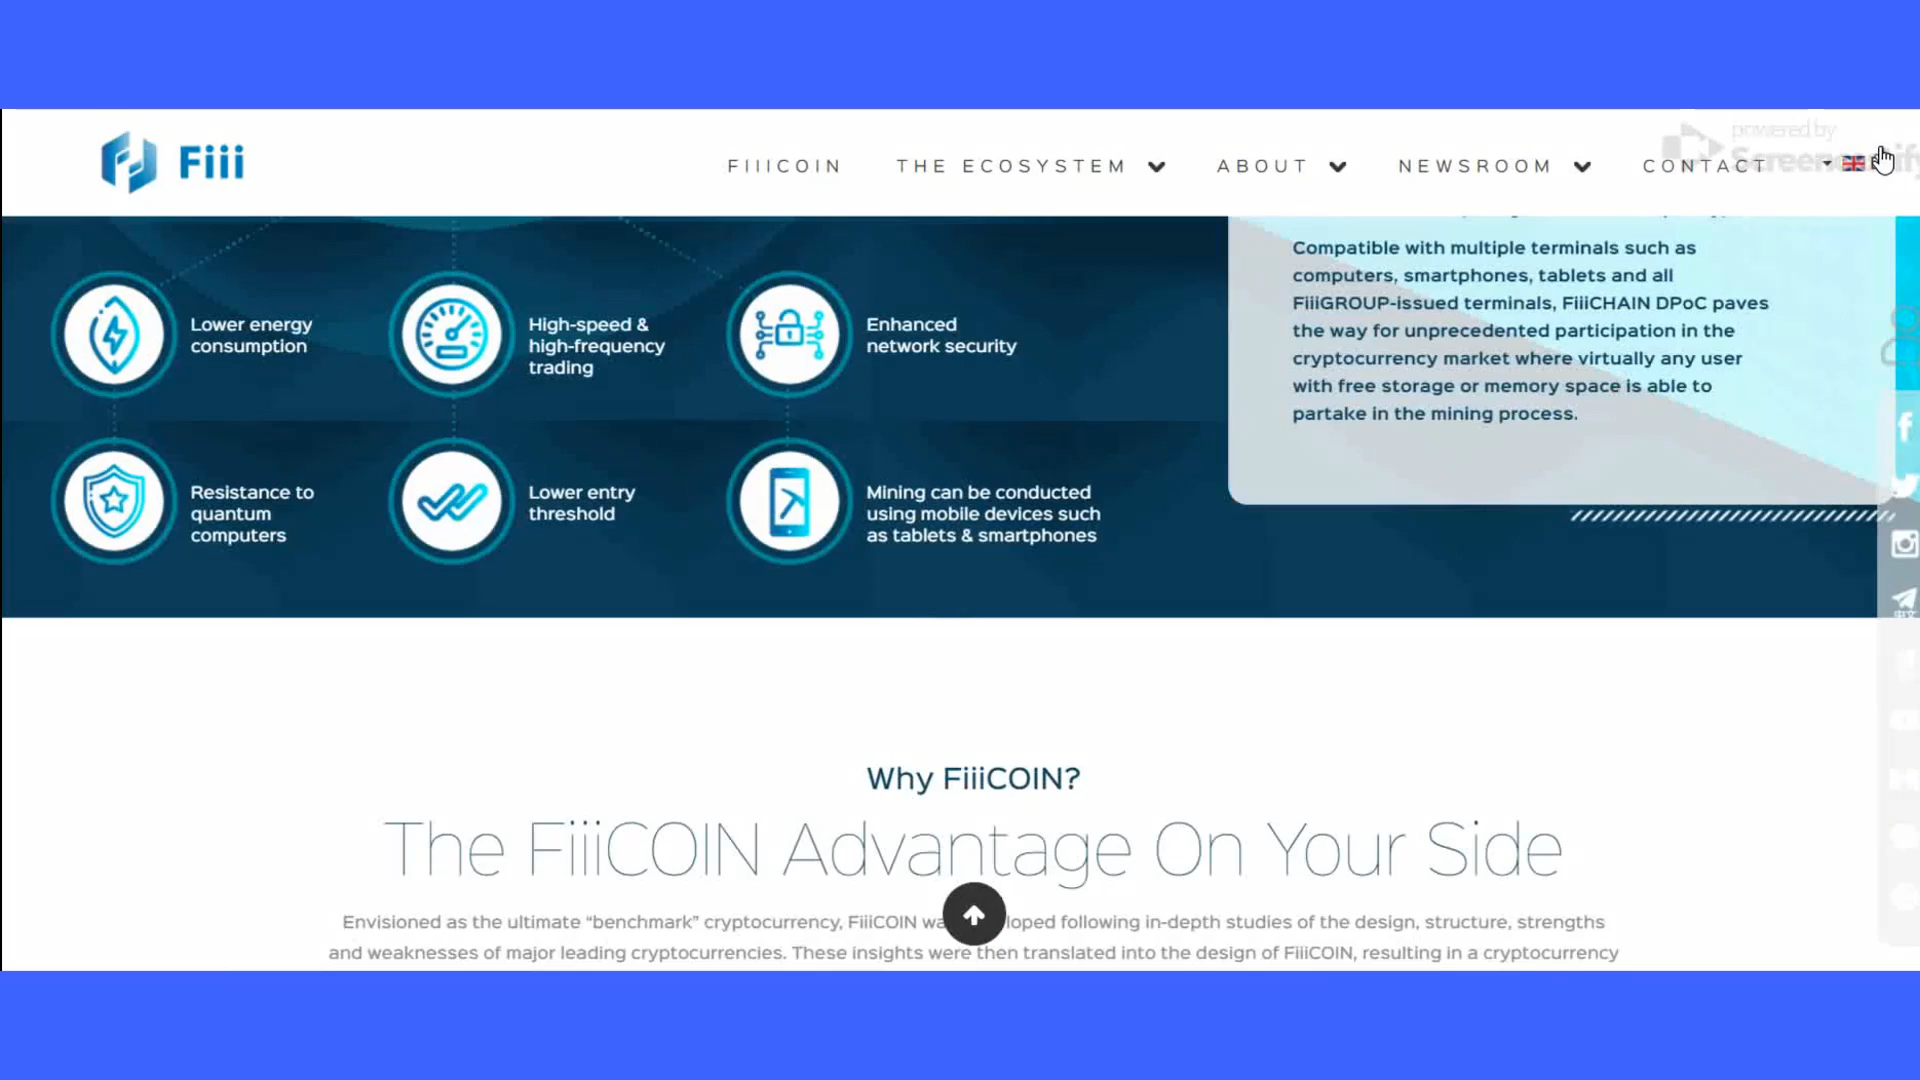 powered by
Fiii
FIIICOIN
THE ECOSYSTEM
ABOUT
NEWSROOM
CONTACT
Compatible with multiple terminals such as
computers, smartphones, tablets and all
FiiiGROUP-issued terminals, FiiiCHAIN DPoC paves
the way for unprecedented participation in the
cryptocurrency market where virtually any user
with free storage or memory space is able to
partake in the mining process.
Lower energy
consumption
High-speed &
high-frequency
trading
Enhanced
network security
Resistance to
quantum
computers
Lower entry
threshold
Mining can be conducted
using mobile devices such
as tablets & smartphones
中文
Why FiiiCOIN?
The FiiiCOIN Advantage On Your Side
Envisioned as the ultimate “benchmark” cryptocurrency, FiiiCOIN following in-depth studies of the design, structure, strengths
and weaknesses of major leading cryptocurrencies. These insights were then translated into the design of FiiiCOIN, resulting in a cryptocurrency